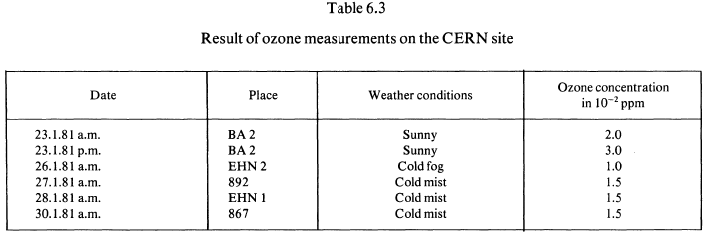 Table 6.3
Result of ozone measurements on the CERN site
Date Place Weather conditions Ozone concentration
in 10⁻² ppm
23.1.81 a.m. BA 2 Sunny 2.0
23.1.81 p.m. BA 2 Sunny 3.0
26.1.81 a.m. EHN 2 Cold fog 1.0
27.1.81 a.m. 892 Cold mist 1.5
28.1.81 a.m. EHN 1 Cold mist 1.5
30.1.81 a.m. 867 Cold mist 1.5